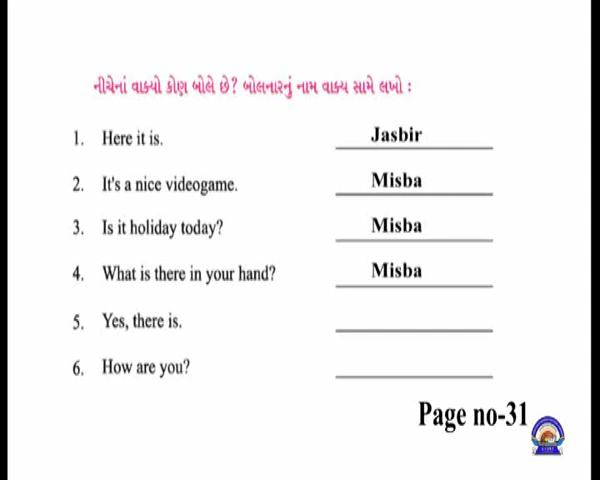 નીચેનાં વાક્યો કોણ બોલે છે? બોલનારનું નામ વાક્ય સામે લખો :
1. Here it is. Jasbir
2. It's a nice videogame. Misba
3. Is it holiday today? Misba
4. What is there in your hand? Misba
5. Yes, there is.
6. How are you?
Page no-31